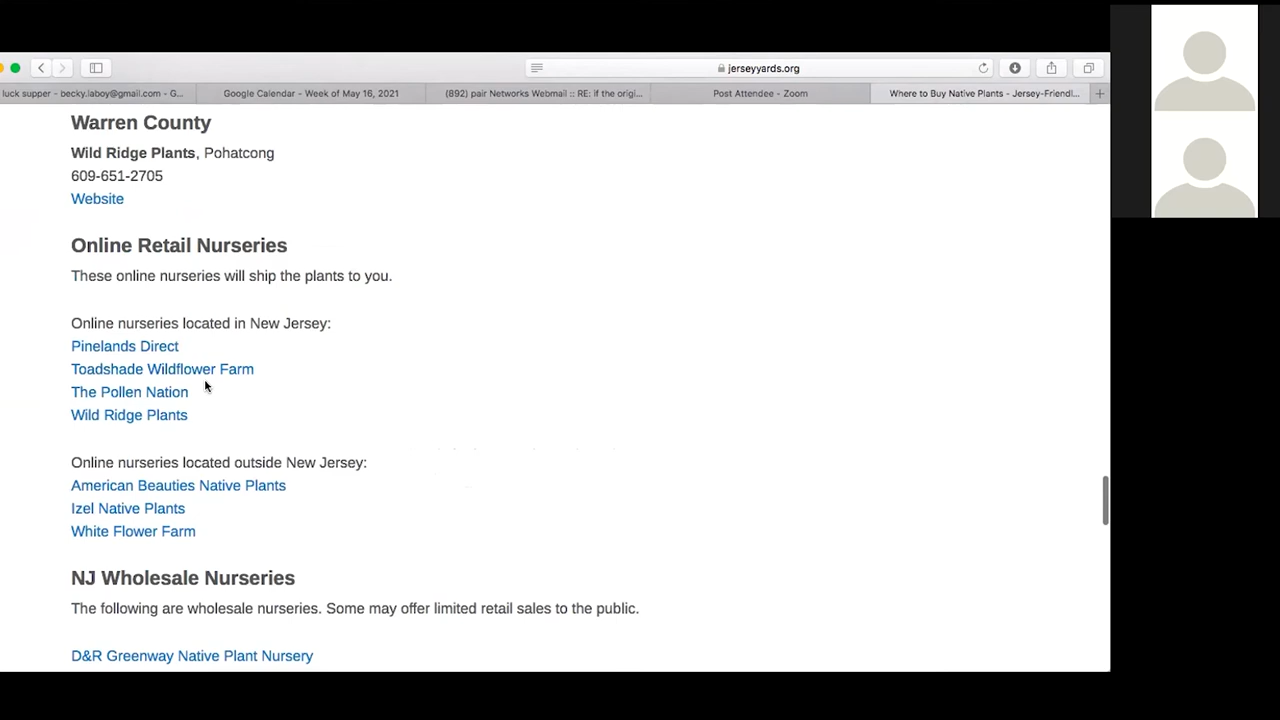 jerseyyards.org
luck supper - becky.laboy@gmail.com - G...
Google Calendar - Week of May 16, 2021
(892) pair Networks Webmail :: RE: if the origi...
Post Attendee - Zoom
Where to Buy Native Plants - Jersey-Friendl...
Warren County
Wild Ridge Plants, Pohatcong
609-651-2705
Website
Online Retail Nurseries
These online nurseries will ship the plants to you.
Online nurseries located in New Jersey:
Pinelands Direct
Toadshade Wildflower Farm
The Pollen Nation
Wild Ridge Plants
Online nurseries located outside New Jersey:
American Beauties Native Plants
Izel Native Plants
White Flower Farm
NJ Wholesale Nurseries
The following are wholesale nurseries. Some may offer limited retail sales to the public.
D&R Greenway Native Plant Nursery